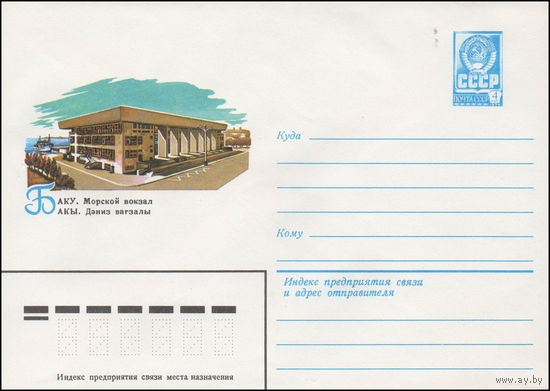 СССР
ПОЧТА СССР 4
Куда
БАКУ. Морской вокзал
БАКЫ. Дәниз вағзалы
Кому
Индекс предприятия связи
и адрес отправителя
Индекс предприятия связи места назначения
www.ay.by